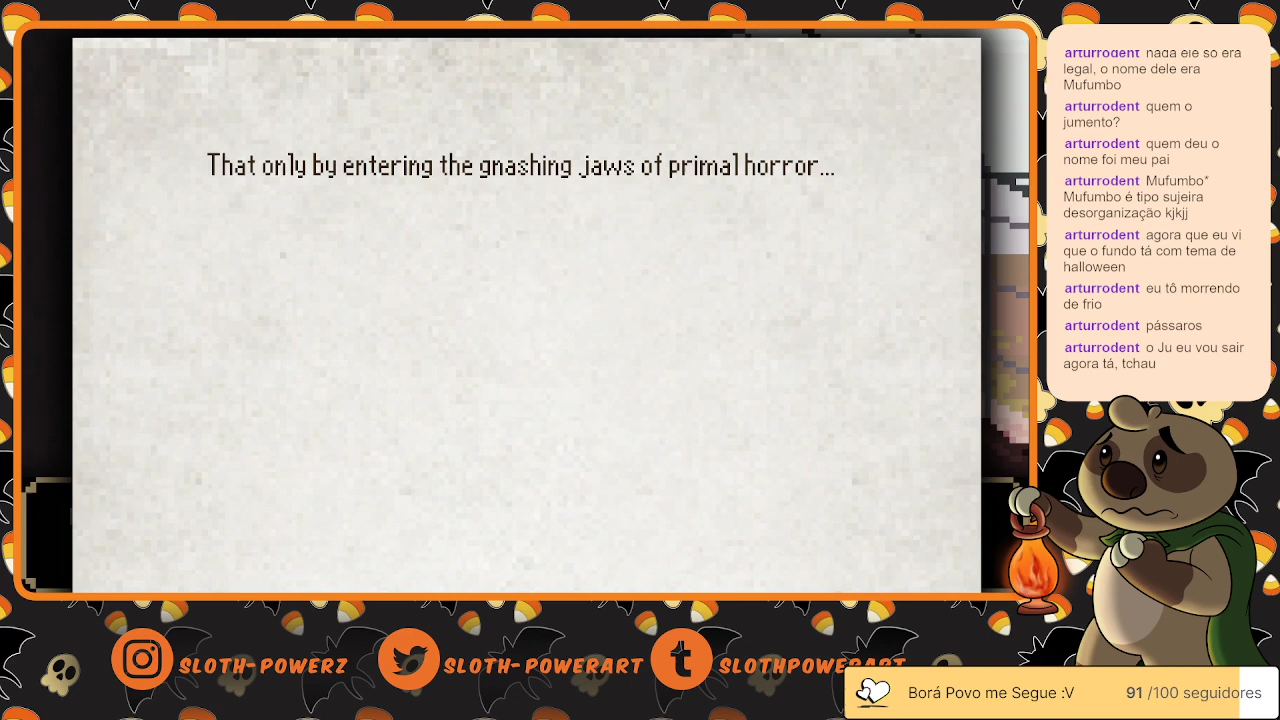 That only by entering the gnashing jaws of primal horror...
arturrodent nada ele so era
legal, o nome dele era
Mufumbo
arturrodent quem o
jumento?
arturrodent quem deu o
nome foi meu pai
arturrodent Mufumbo*
Mufumbo é tipo sujeira
desorganização kjkjj
arturrodent agora que eu vi
que o fundo tá com tema de
halloween
arturrodent eu tô morrendo
de frio
arturrodent pássaros
arturrodent o Ju eu vou sair
agora tá, tchau
SLOTH-POWERZ
SLOTH-POWERART
SLOTHPOWERART
Borá Povo me Segue :V 91 /100 seguidores